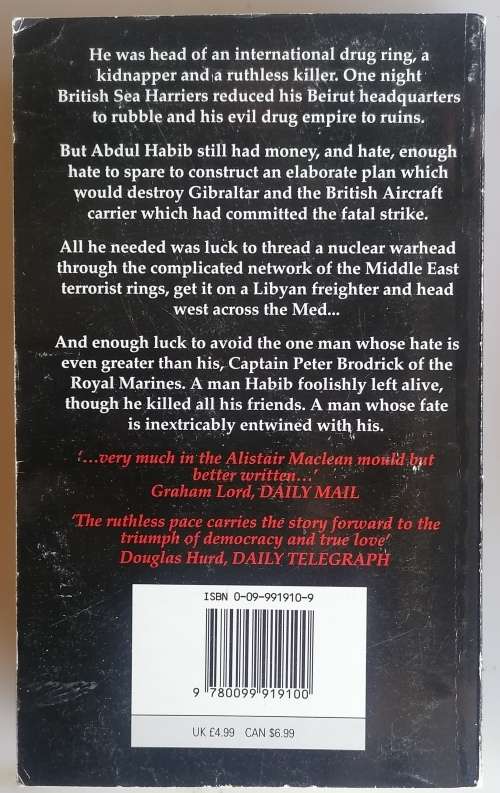 He was head of an international drug ring, a
kidnapper and a ruthless killer. One night
British Sea Harriers reduced his Beirut headquarters
to rubble and his evil drug empire to ruins.
But Abdul Habib still had money, and hate, enough
hate to spare to construct an elaborate plan which
would destroy Gibraltar and the British Aircraft
carrier which had committed the fatal strike.
All he needed was luck to thread a nuclear warhead
through the complicated network of the Middle East
terrorist rings, get it on a Libyan freighter and head
west across the Med...
And enough luck to avoid the one man whose hate is
even greater than his, Captain Peter Brodrick of the
Royal Marines. A man Habib foolishly left alive,
though he killed all his friends. A man whose fate
is inextricably entwined with his.
'...very much in the Alistair Maclean mould but
better written...'
Graham Lord, DAILY MAIL
'The ruthless pace carries the story forward to the
triumph of democracy and true love'
Douglas Hurd, DAILY TELEGRAPH
ISBN 0-09-991910-9
9 780099 919100
UK £4.99 CAN $6.99